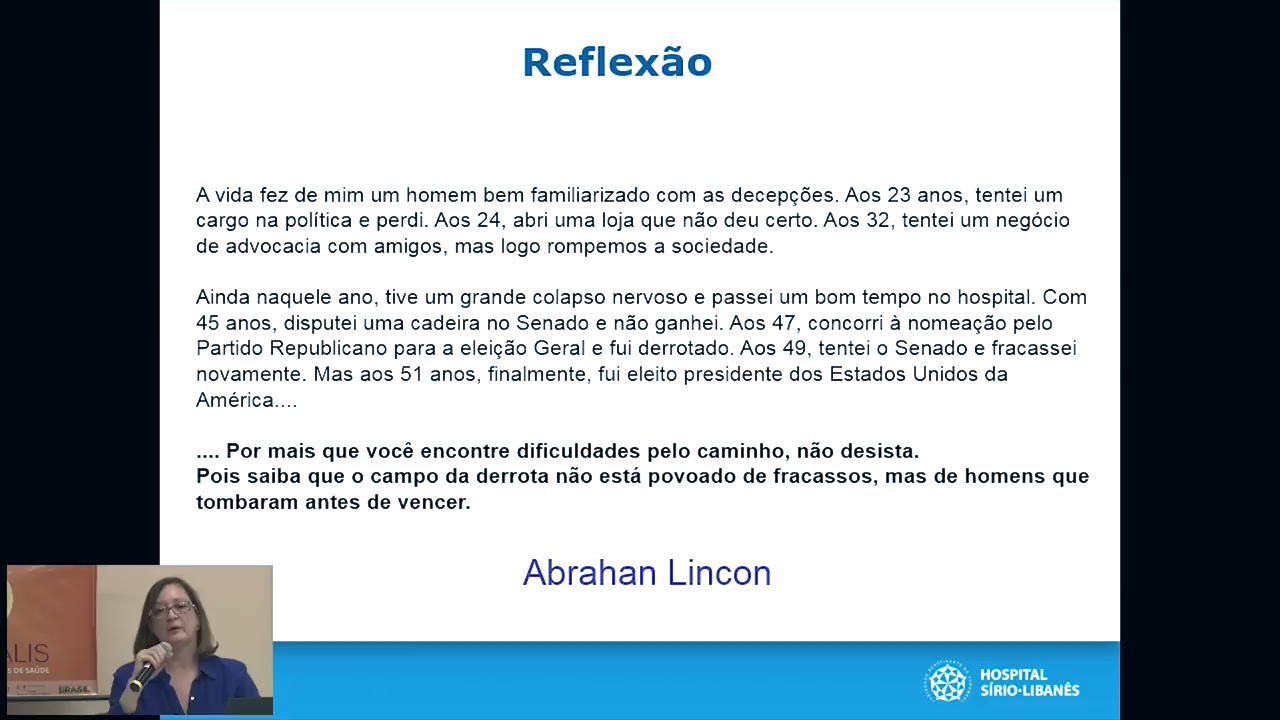 Reflexão
A vida fez de mim um homem bem familiarizado com as decepções. Aos 23 anos, tentei um
cargo na política e perdi. Aos 24, abri uma loja que não deu certo. Aos 32, tentei um negócio
de advocacia com amigos, mas logo rompemos a sociedade.
Ainda naquele ano, tive um grande colapso nervoso e passei um bom tempo no hospital. Com
45 anos, disputei uma cadeira no Senado e não ganhei. Aos 47, concorri à nomeação pelo
Partido Republicano para a eleição Geral e fui derrotado. Aos 49, tentei o Senado e fracassei
novamente. Mas aos 51 anos, finalmente, fui eleito presidente dos Estados Unidos da
América....
.... Por mais que você encontre dificuldades pelo caminho, não desista.
Pois saiba que o campo da derrota não está povoado de fracassos, mas de homens que
tombaram antes de vencer.
Abrahan Lincon
ALIS
S DE SAÚDE
BRASIL
HOSPITAL
SÍRIO·LIBANÊS